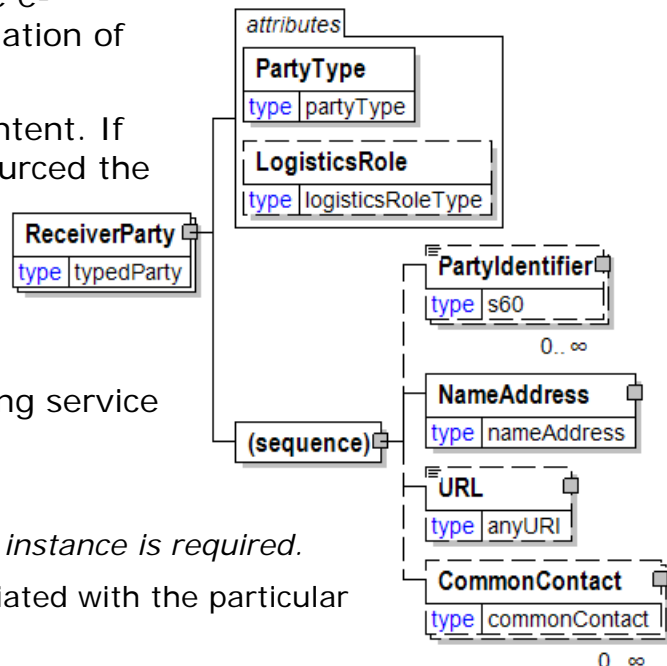 e e-
ation of
ntent. If
urced the
ng service
instance is required.
iated with the particular
attributes
PartyType
type partyType
LogisticsRole
type logisticsRoleType
ReceiverParty
type typedParty
(sequence)
PartyIdentifier
type s60
0.. ∞
NameAddress
type nameAddress
URL
type anyURI
CommonContact
type commonContact
0.. ∞